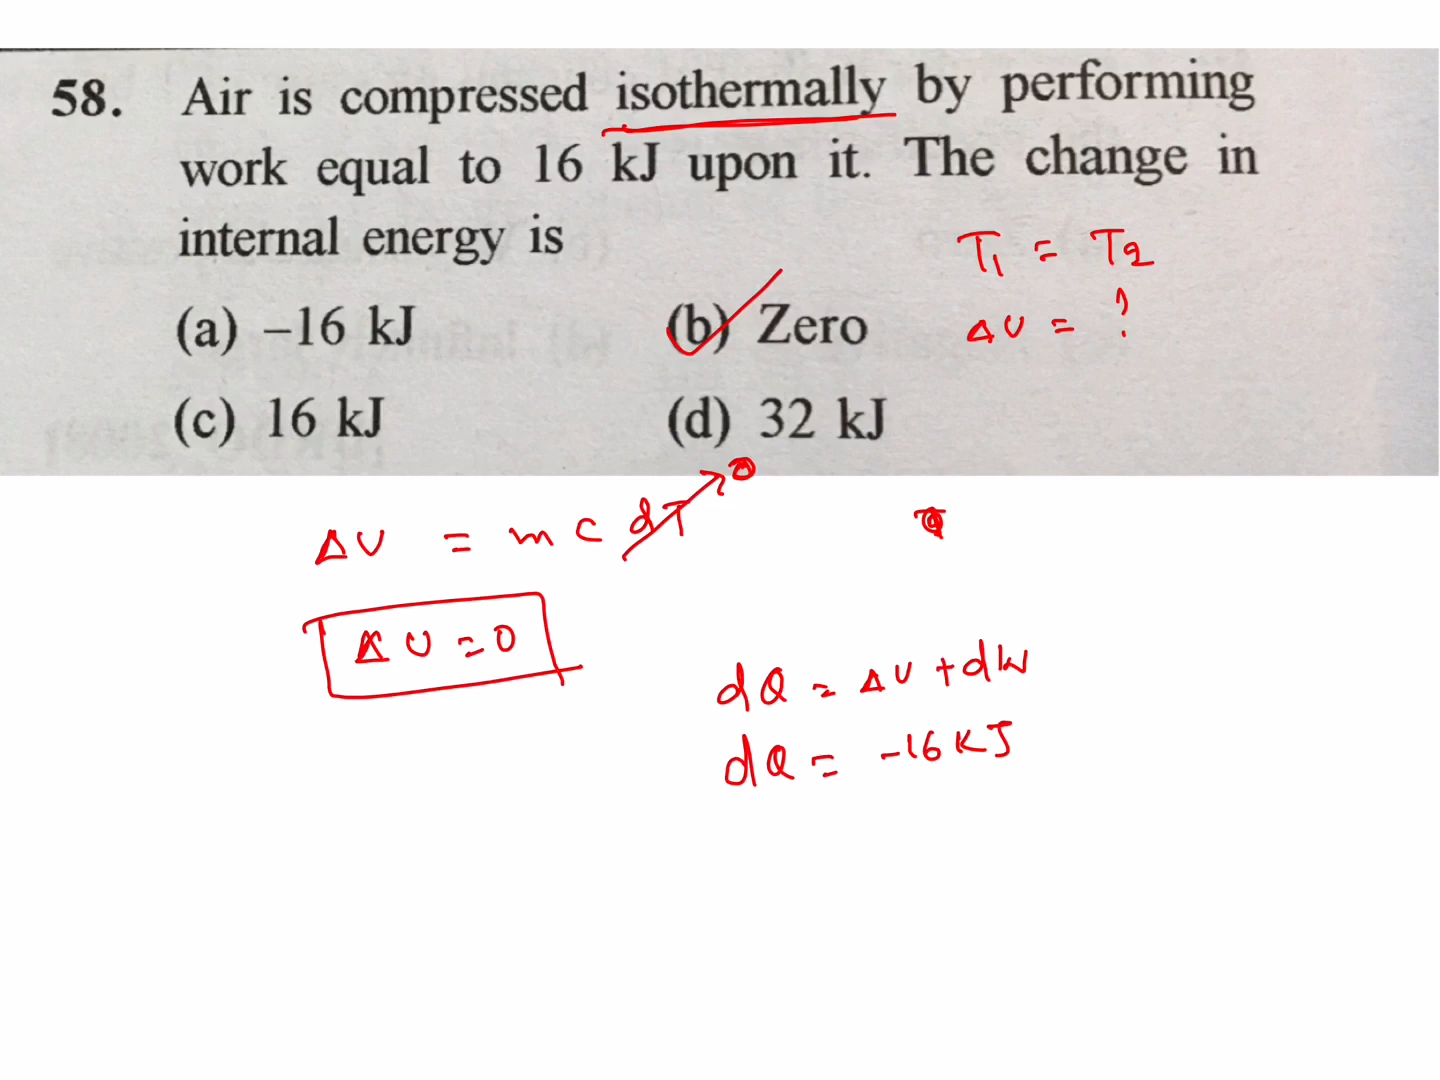 58. Air is compressed isothermally by performing
work equal to 16 kJ upon it. The change in
internal energy is
T1 = T2
(a) –16 kJ (b) Zero
ΔU = ?
(c) 16 kJ (d) 32 kJ
ΔU = mc dT 0
ΔU = 0
dQ = ΔU + dW
dQ = -16 KJ